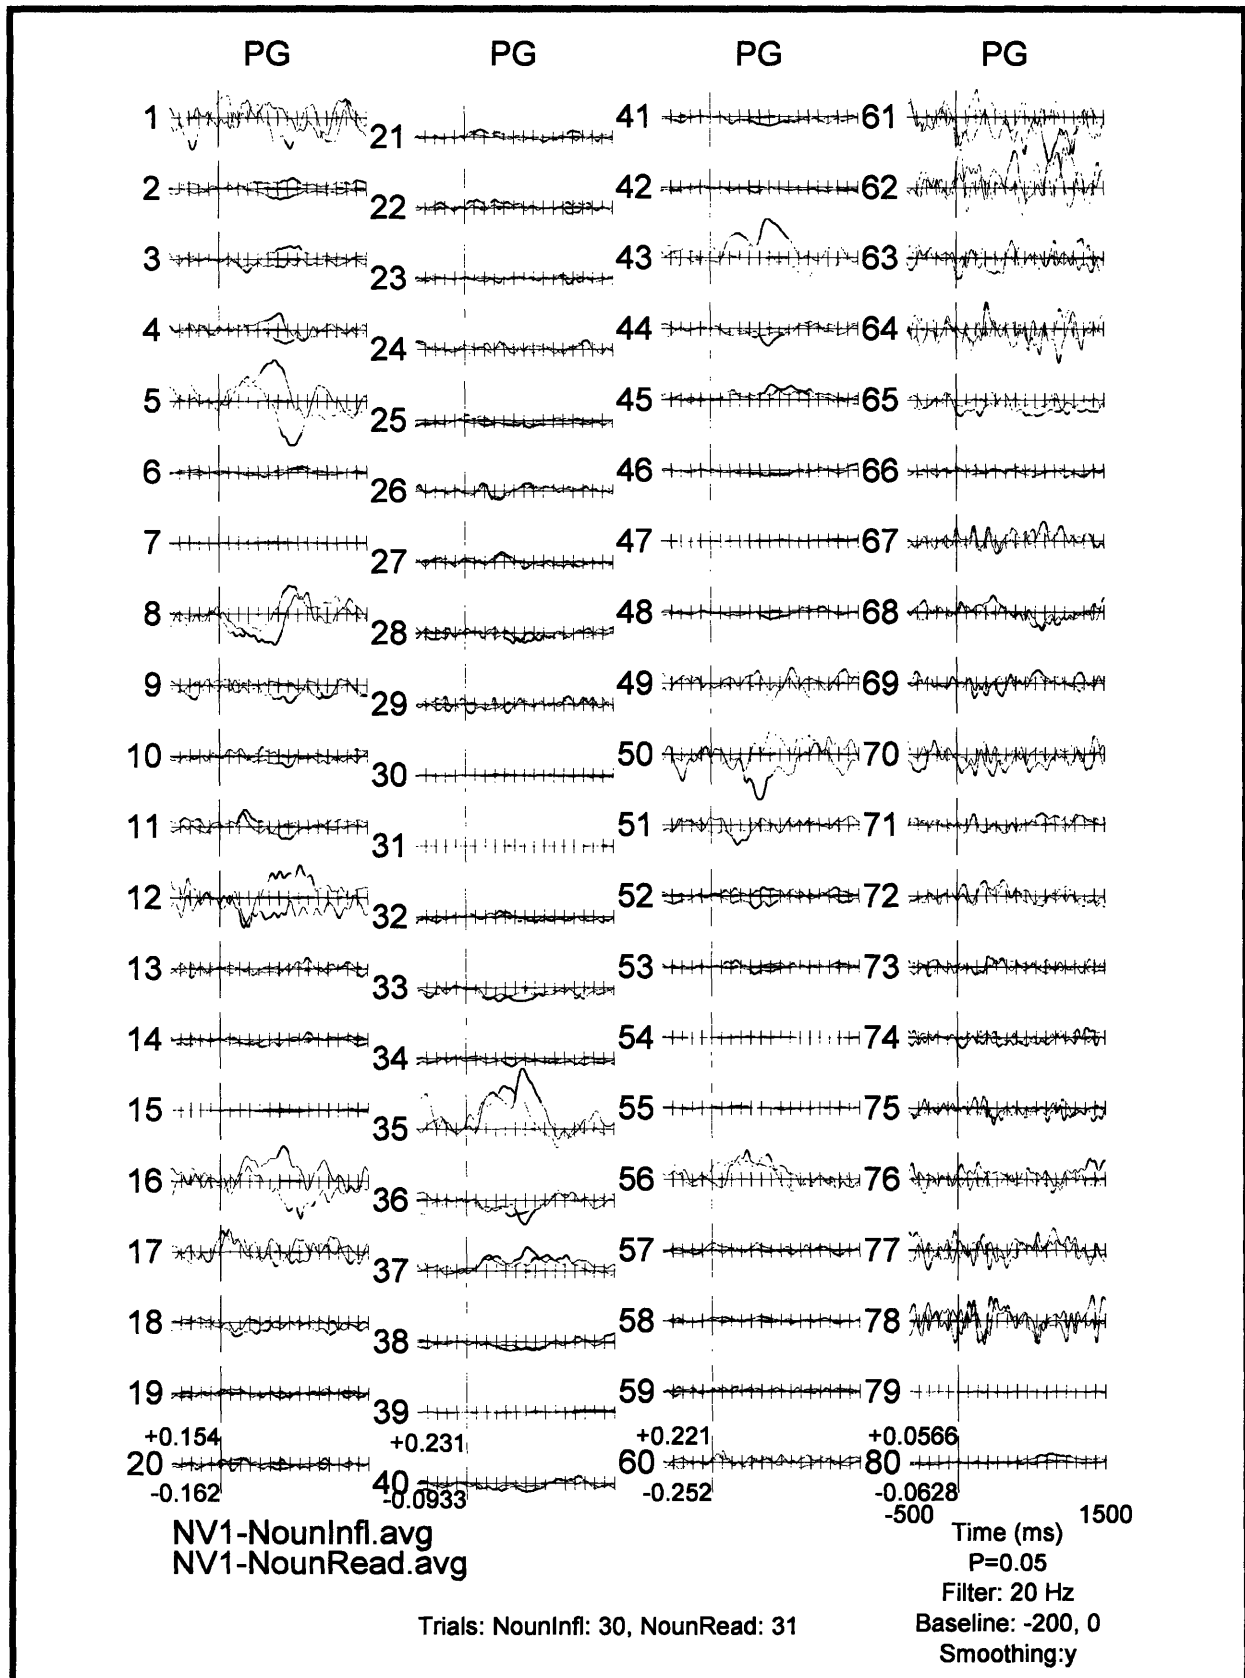 PG PG PG PG
1 21 41 61
2 22 42 62
3 23 43 63
4 24 44 64
5 25 45 65
6 26 46 66
7 27 47 67
8 28 48 68
9 29 49 69
10 30 50 70
11 31 51 71
12 32 52 72
13 33 53 73
14 34 54 74
15 35 55 75
16 36 56 76
17 37 57 77
18 38 58 78
19 39 59 79
+0.154 +0.231 +0.221 +0.0566
20 40 60 80
-0.162 -0.0933 -0.252 -0.0628
-500 1500
NV1-NounInfl.avg
NV1-NounRead.avg
Time (ms)
P=0.05
Filter: 20 Hz
Trials: NounInfl: 30, NounRead: 31
Baseline: -200, 0
Smoothing:y